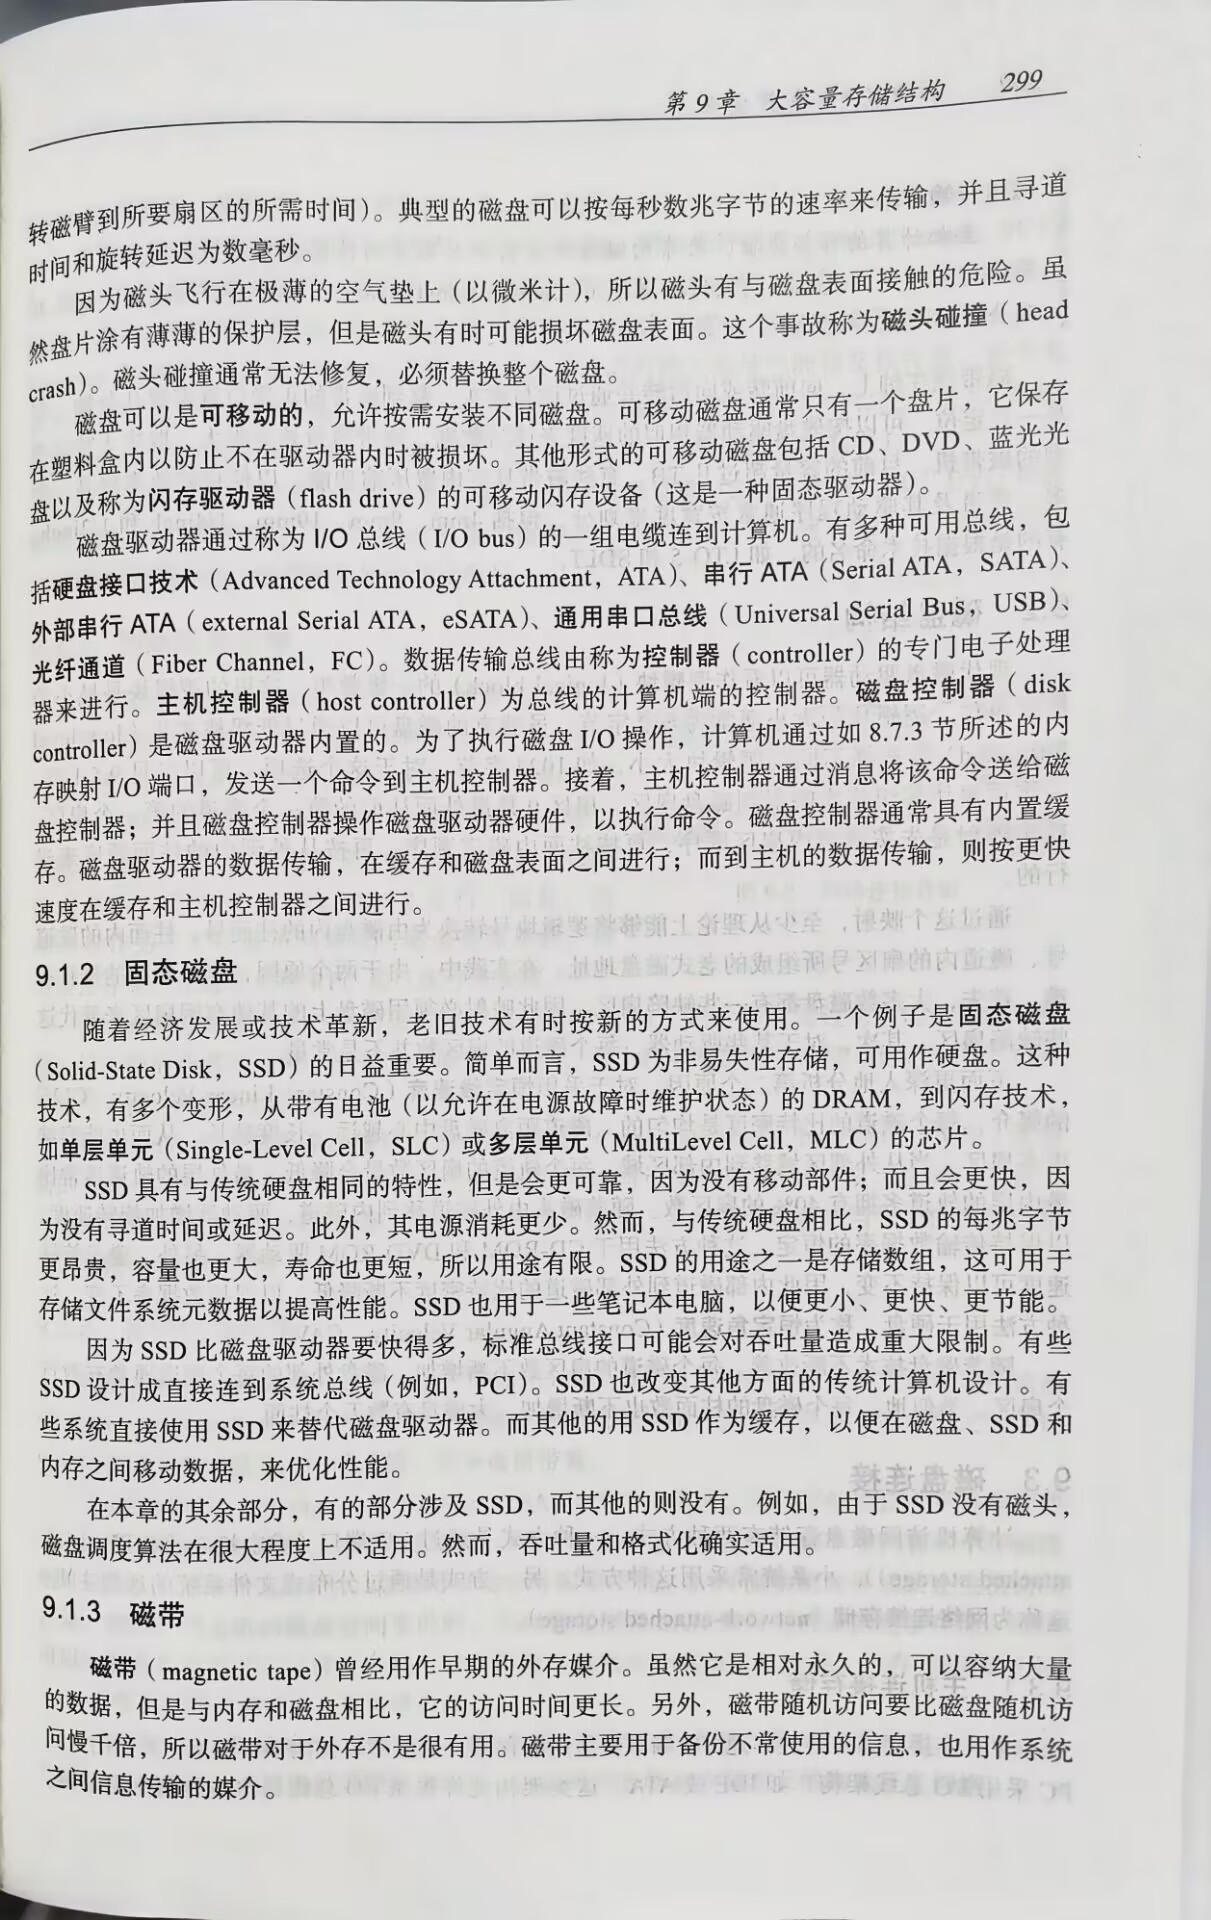 第9章 大容量存储结构 299
转磁臂到所要扇区的所需时间）。典型的磁盘可以按每秒数兆字节的速率来传输，并且寻道
时间和旋转延迟为数毫秒。
因为磁头飞行在极薄的空气垫上（以微米计），所以磁头有与磁盘表面接触的危险。虽
然盘片涂有薄薄的保护层，但是磁头有时可能损坏磁盘表面。这个事故称为磁头碰撞（head
crash）。磁头碰撞通常无法修复，必须替换整个磁盘。
磁盘可以是可移动的，允许按需安装不同磁盘。可移动磁盘通常只有一个盘片，它保存
在塑料盒内以防止不在驱动器内时被损坏。其他形式的可移动磁盘包括 CD、DVD、蓝光光
盘以及称为闪存驱动器（flash drive）的可移动闪存设备（这是一种固态驱动器）。
磁盘驱动器通过称为 I/O 总线（I/O bus）的一组电缆连到计算机。有多种可用总线，包
括硬盘接口技术（Advanced Technology Attachment，ATA）、串行 ATA（Serial ATA，SATA）、
外部串行 ATA（external Serial ATA，eSATA）、通用串口总线（Universal Serial Bus，USB）、
光纤通道（Fiber Channel，FC）。数据传输总线由称为控制器（controller）的专门电子处理
器来进行。主机控制器（host controller）为总线的计算机端的控制器。磁盘控制器（disk
controller）是磁盘驱动器内置的。为了执行磁盘 I/O 操作，计算机通过如 8.7.3 节所述的内
存映射 I/O 端口，发送一个命令到主机控制器。接着，主机控制器通过消息将该命令送给磁
盘控制器；并且磁盘控制器操作磁盘驱动器硬件，以执行命令。磁盘控制器通常具有内置缓
存。磁盘驱动器的数据传输，在缓存和磁盘表面之间进行；而到主机的数据传输，则按更快
速度在缓存和主机控制器之间进行。
9.1.2 固态磁盘
随着经济发展或技术革新，老旧技术有时按新的方式来使用。一个例子是固态磁盘
（Solid-State Disk，SSD）的日益重要。简单而言，SSD 为非易失性存储，可用作硬盘。这种
技术，有多个变形，从带有电池（以允许在电源故障时维护状态）的 DRAM，到闪存技术，
如单层单元（Single-Level Cell，SLC）或多层单元（MultiLevel Cell，MLC）的芯片。
SSD 具有与传统硬盘相同的特性，但是会更可靠，因为没有移动部件；而且会更快，因
为没有寻道时间或延迟。此外，其电源消耗更少。然而，与传统硬盘相比，SSD 的每兆字节
更昂贵，容量也更大，寿命也更短，所以用途有限。SSD 的用途之一是存储数组，这可用于
存储文件系统元数据以提高性能。SSD 也用于一些笔记本电脑，以便更小、更快、更节能。
因为 SSD 比磁盘驱动器要快得多，标准总线接口可能会对吞吐量造成重大限制。有些
SSD 设计成直接连到系统总线（例如，PCI）。SSD 也改变其他方面的传统计算机设计。有
些系统直接使用 SSD 来替代磁盘驱动器。而其他的用 SSD 作为缓存，以便在磁盘、SSD 和
内存之间移动数据，来优化性能。
在本章的其余部分，有的部分涉及 SSD，而其他的则没有。例如，由于 SSD 没有磁头，
磁盘调度算法在很大程度上不适用。然而，吞吐量和格式化确实适用。
9.1.3 磁带
磁带（magnetic tape）曾经用作早期的外存媒介。虽然它是相对永久的，可以容纳大量
的数据，但是与内存和磁盘相比，它的访问时间更长。另外，磁带随机访问要比磁盘随机访
问慢千倍，所以磁带对于外存不是很有用。磁带主要用于备份不常使用的信息，也用作系统
之间信息传输的媒介。